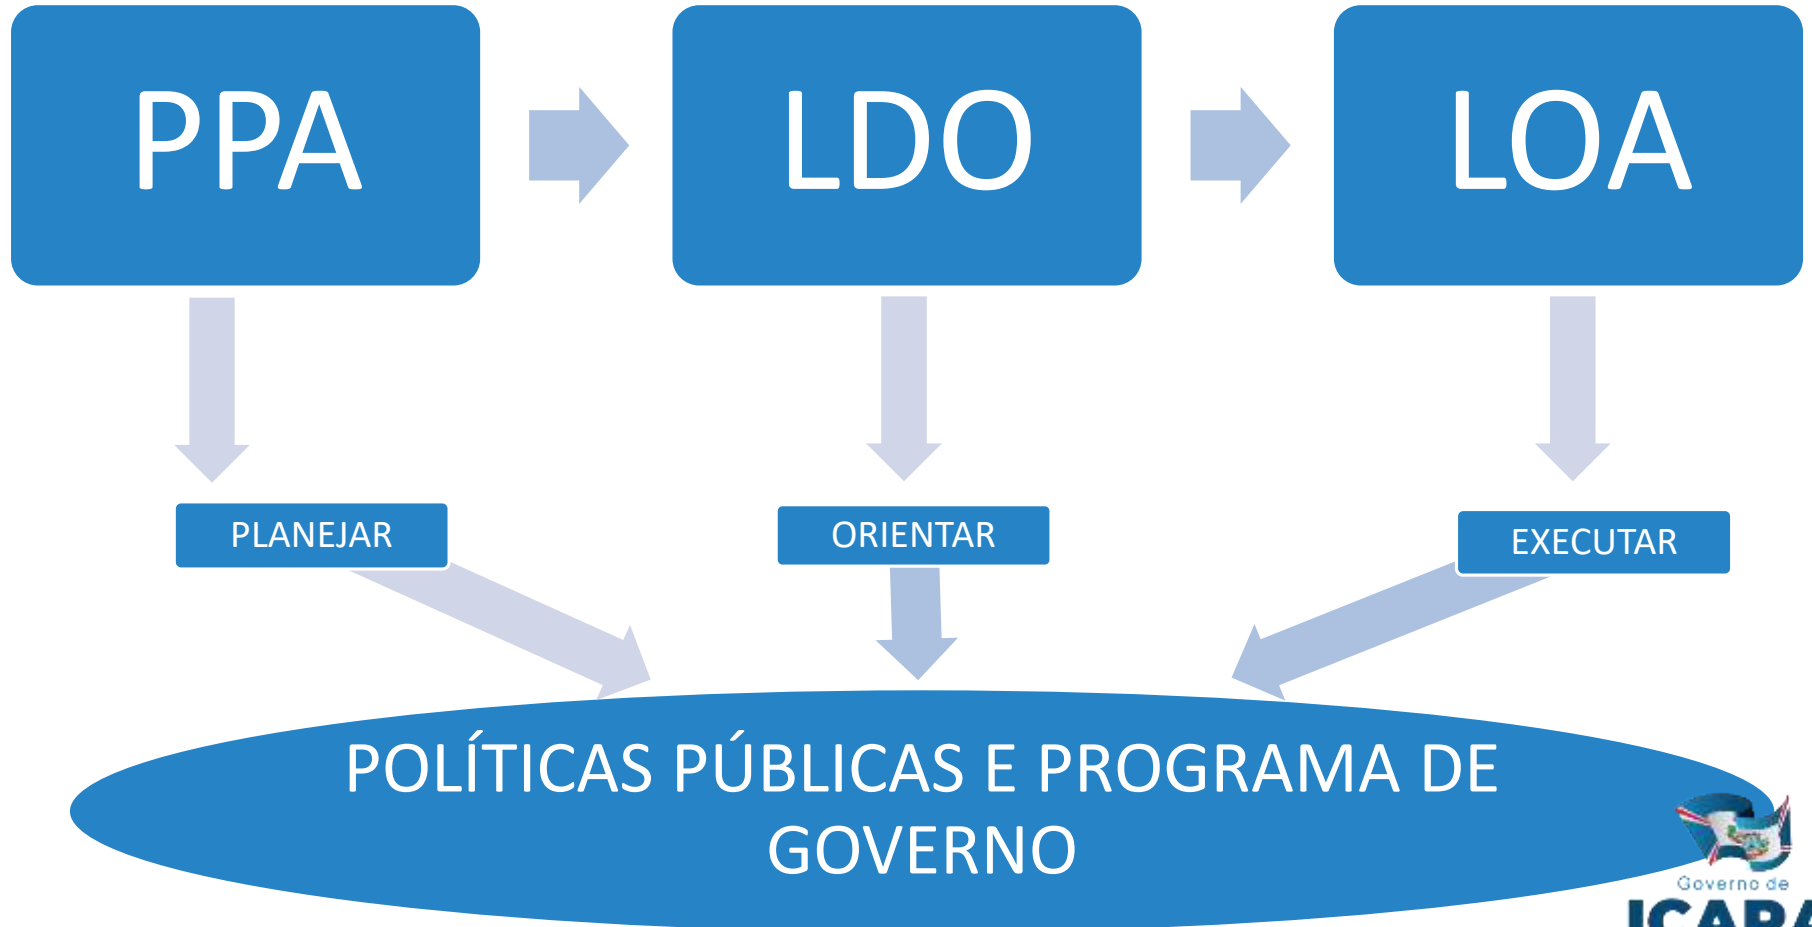 PPA
LDO
LOA
PLANEJAR
ORIENTAR
EXECUTAR
POLÍTICAS PÚBLICAS E PROGRAMA DE
GOVERNO
Governo de